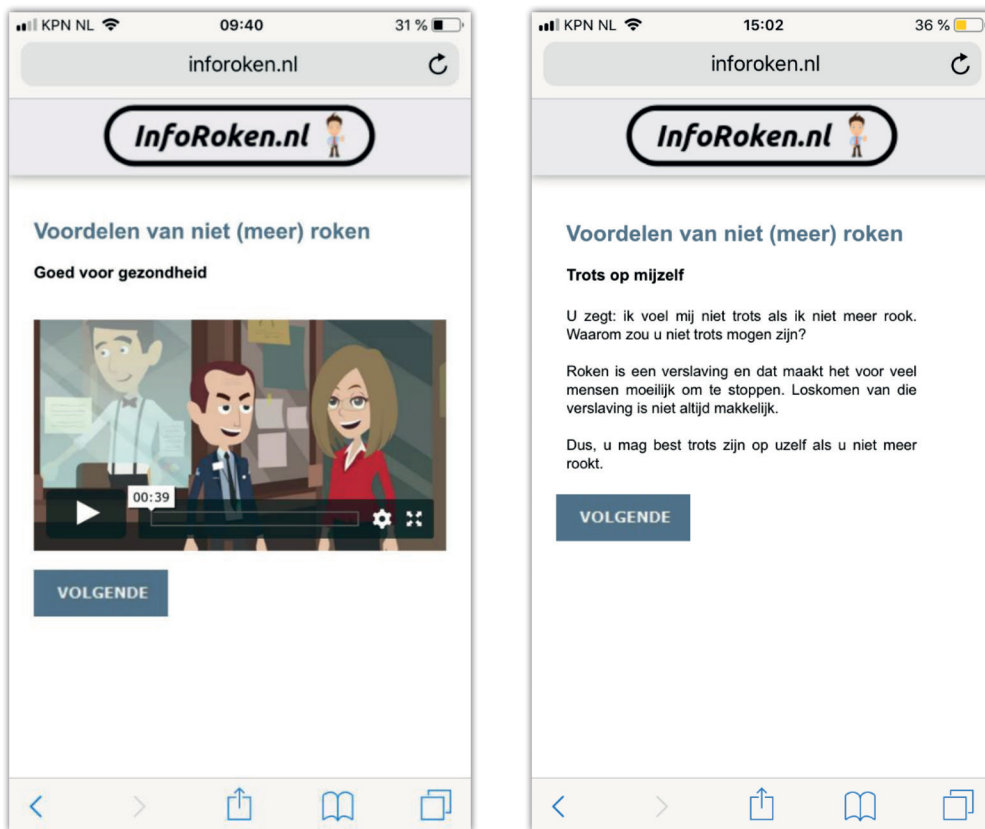 KPN NL 09:40 31 %
inforoken.nl
InfoRoken.nl
Voordelen van niet (meer) roken
Goed voor gezondheid
00:39
VOLGENDE
KPN NL 15:02 36 %
inforoken.nl
InfoRoken.nl
Voordelen van niet (meer) roken
Trots op mijzelf
U zegt: ik voel mij niet trots als ik niet meer rook.
Waarom zou u niet trots mogen zijn?
Roken is een verslaving en dat maakt het voor veel
mensen moeilijk om te stoppen. Loskomen van die
verslaving is niet altijd makkelijk.
Dus, u mag best trots zijn op uzelf als u niet meer
rookt.
VOLGENDE